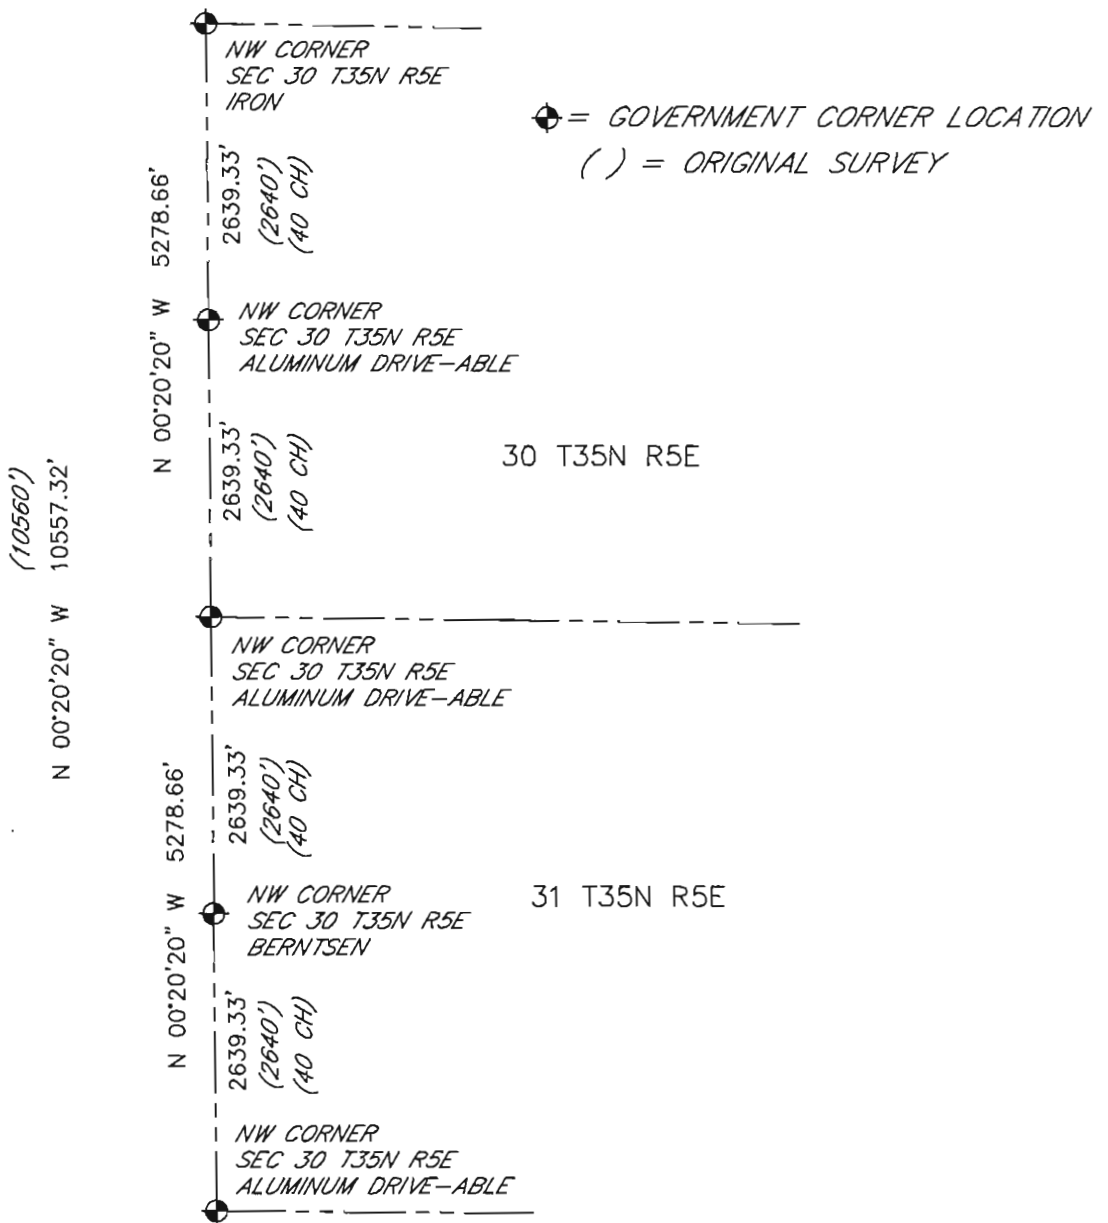 NW CORNER
SEC 30 T35N R5E
IRON
= GOVERNMENT CORNER LOCATION
( ) = ORIGINAL SURVEY
N 00°20'20" W 5278.66'
2639.33'
(2640')
(40 CH)
NW CORNER
SEC 30 T35N R5E
ALUMINUM DRIVE-ABLE
2639.33'
(2640')
(40 CH)
30 T35N R5E
(10560')
N 00°20'20" W 10557.32'
NW CORNER
SEC 30 T35N R5E
ALUMINUM DRIVE-ABLE
N 00°20'20" W 5278.66'
2639.33'
(2640')
(40 CH)
NW CORNER
SEC 30 T35N R5E
BERNTSEN
31 T35N R5E
2639.33'
(2640')
(40 CH)
NW CORNER
SEC 30 T35N R5E
ALUMINUM DRIVE-ABLE